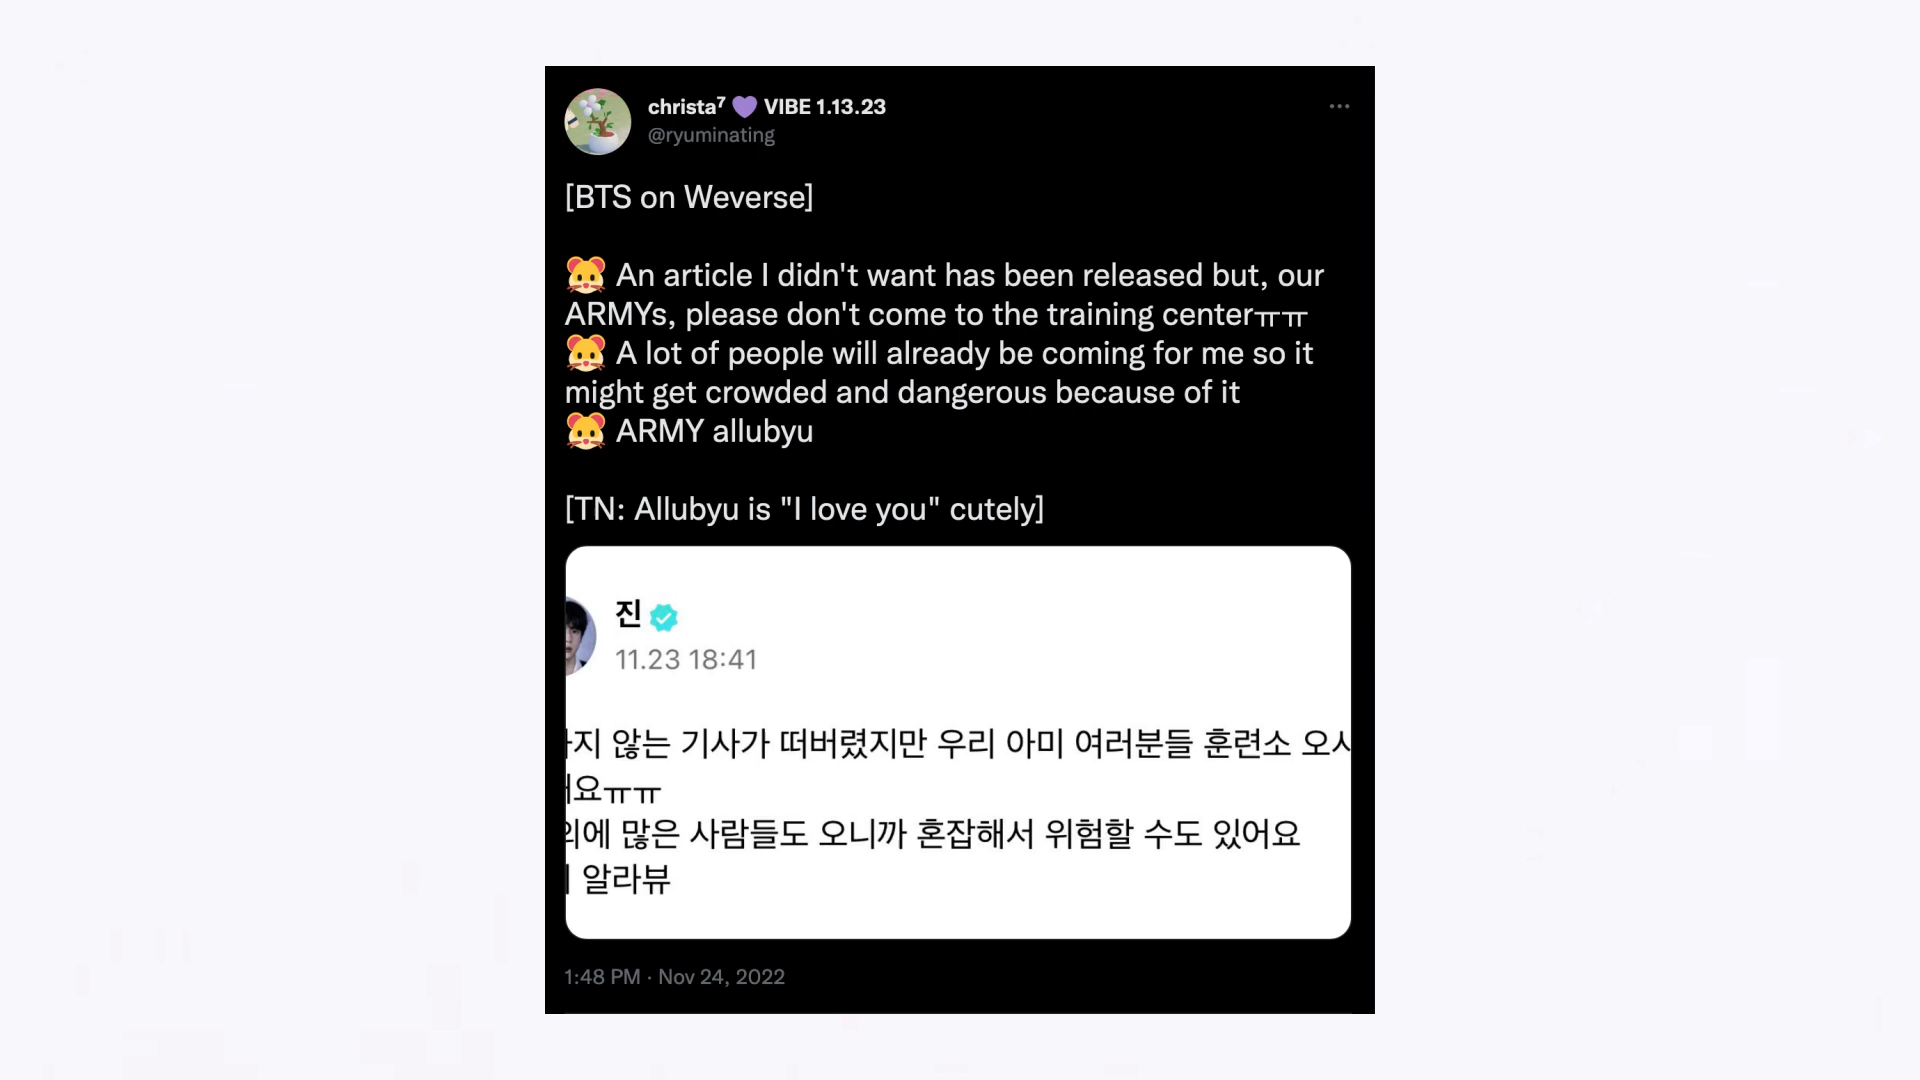 christa⁷ 💜 VIBE 1.13.23
@ryuminating
[BTS on Weverse]
🐹 An article I didn't want has been released but, our
ARMYs, please don't come to the training centerㅠㅠ
🐹 A lot of people will already be coming for me so it
might get crowded and dangerous because of it
🐹 ARMY allubyu
[TN: Allubyu is "I love you" cutely]
진
11.23 18:41
지 않는 기사가 떠버렸지만 우리 아미 여러분들 훈련소 오시
요ㅠㅠ
외에 많은 사람들도 오니까 혼잡해서 위험할 수도 있어요
알라뷰
1:48 PM · Nov 24, 2022